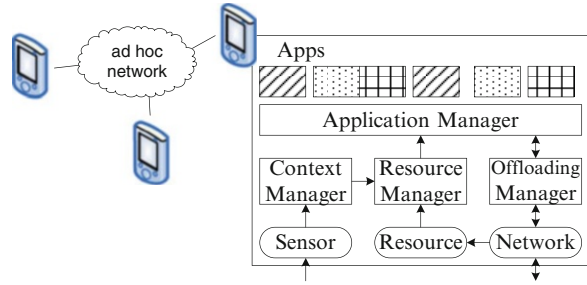 ad hoc
network
Apps
Application Manager
Context
Manager
Resource
Manager
Offloading
Manager
Sensor
Resource
Network